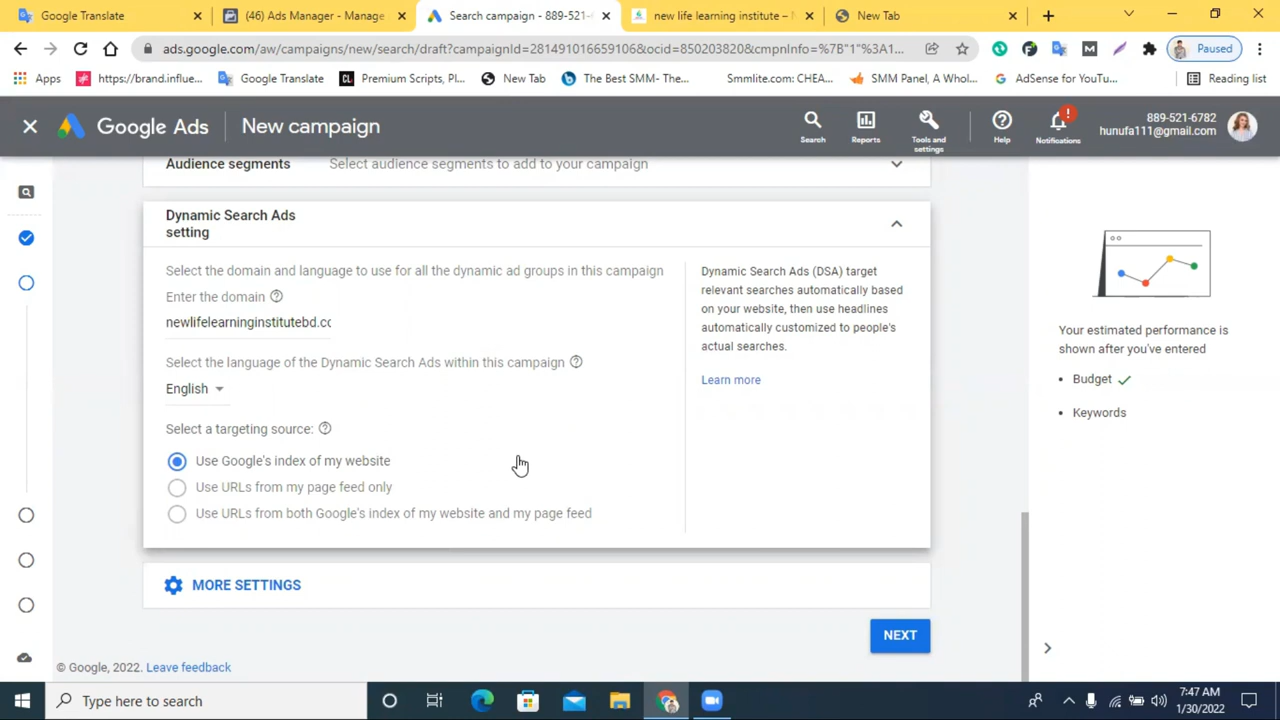 Google Translate
(46) Ads Manager - Manage
Search campaign - 889-521-
new life learning institute –
New Tab
ads.google.com/aw/campaigns/new/search/draft?campaignId=281491016659106&ocid=850203820&cmpnInfo=%7B"1"%3A1...
Paused
Apps
https://brand.influe...
Google Translate
Premium Scripts, Pl...
New Tab
The Best SMM- The...
Smmlite.com: CHEA...
SMM Panel, A Whol...
AdSense for YouTu...
Reading list
Google Ads
New campaign
Search
Reports
Tools and
settings
Help
Notifications
889-521-6782
hunufa111@gmail.com
Audience segments
Select audience segments to add to your campaign
Dynamic Search Ads
setting
Select the domain and language to use for all the dynamic ad groups in this campaign
Enter the domain
newlifelearninginstitutebd.cc
Select the language of the Dynamic Search Ads within this campaign
English
Select a targeting source:
Use Google's index of my website
Use URLs from my page feed only
Use URLs from both Google's index of my website and my page feed
Dynamic Search Ads (DSA) target
relevant searches automatically based
on your website, then use headlines
automatically customized to people's
actual searches.
Learn more
Your estimated performance is
shown after you've entered
• Budget
• Keywords
MORE SETTINGS
NEXT
© Google, 2022. Leave feedback
Type here to search
7:47 AM
1/30/2022